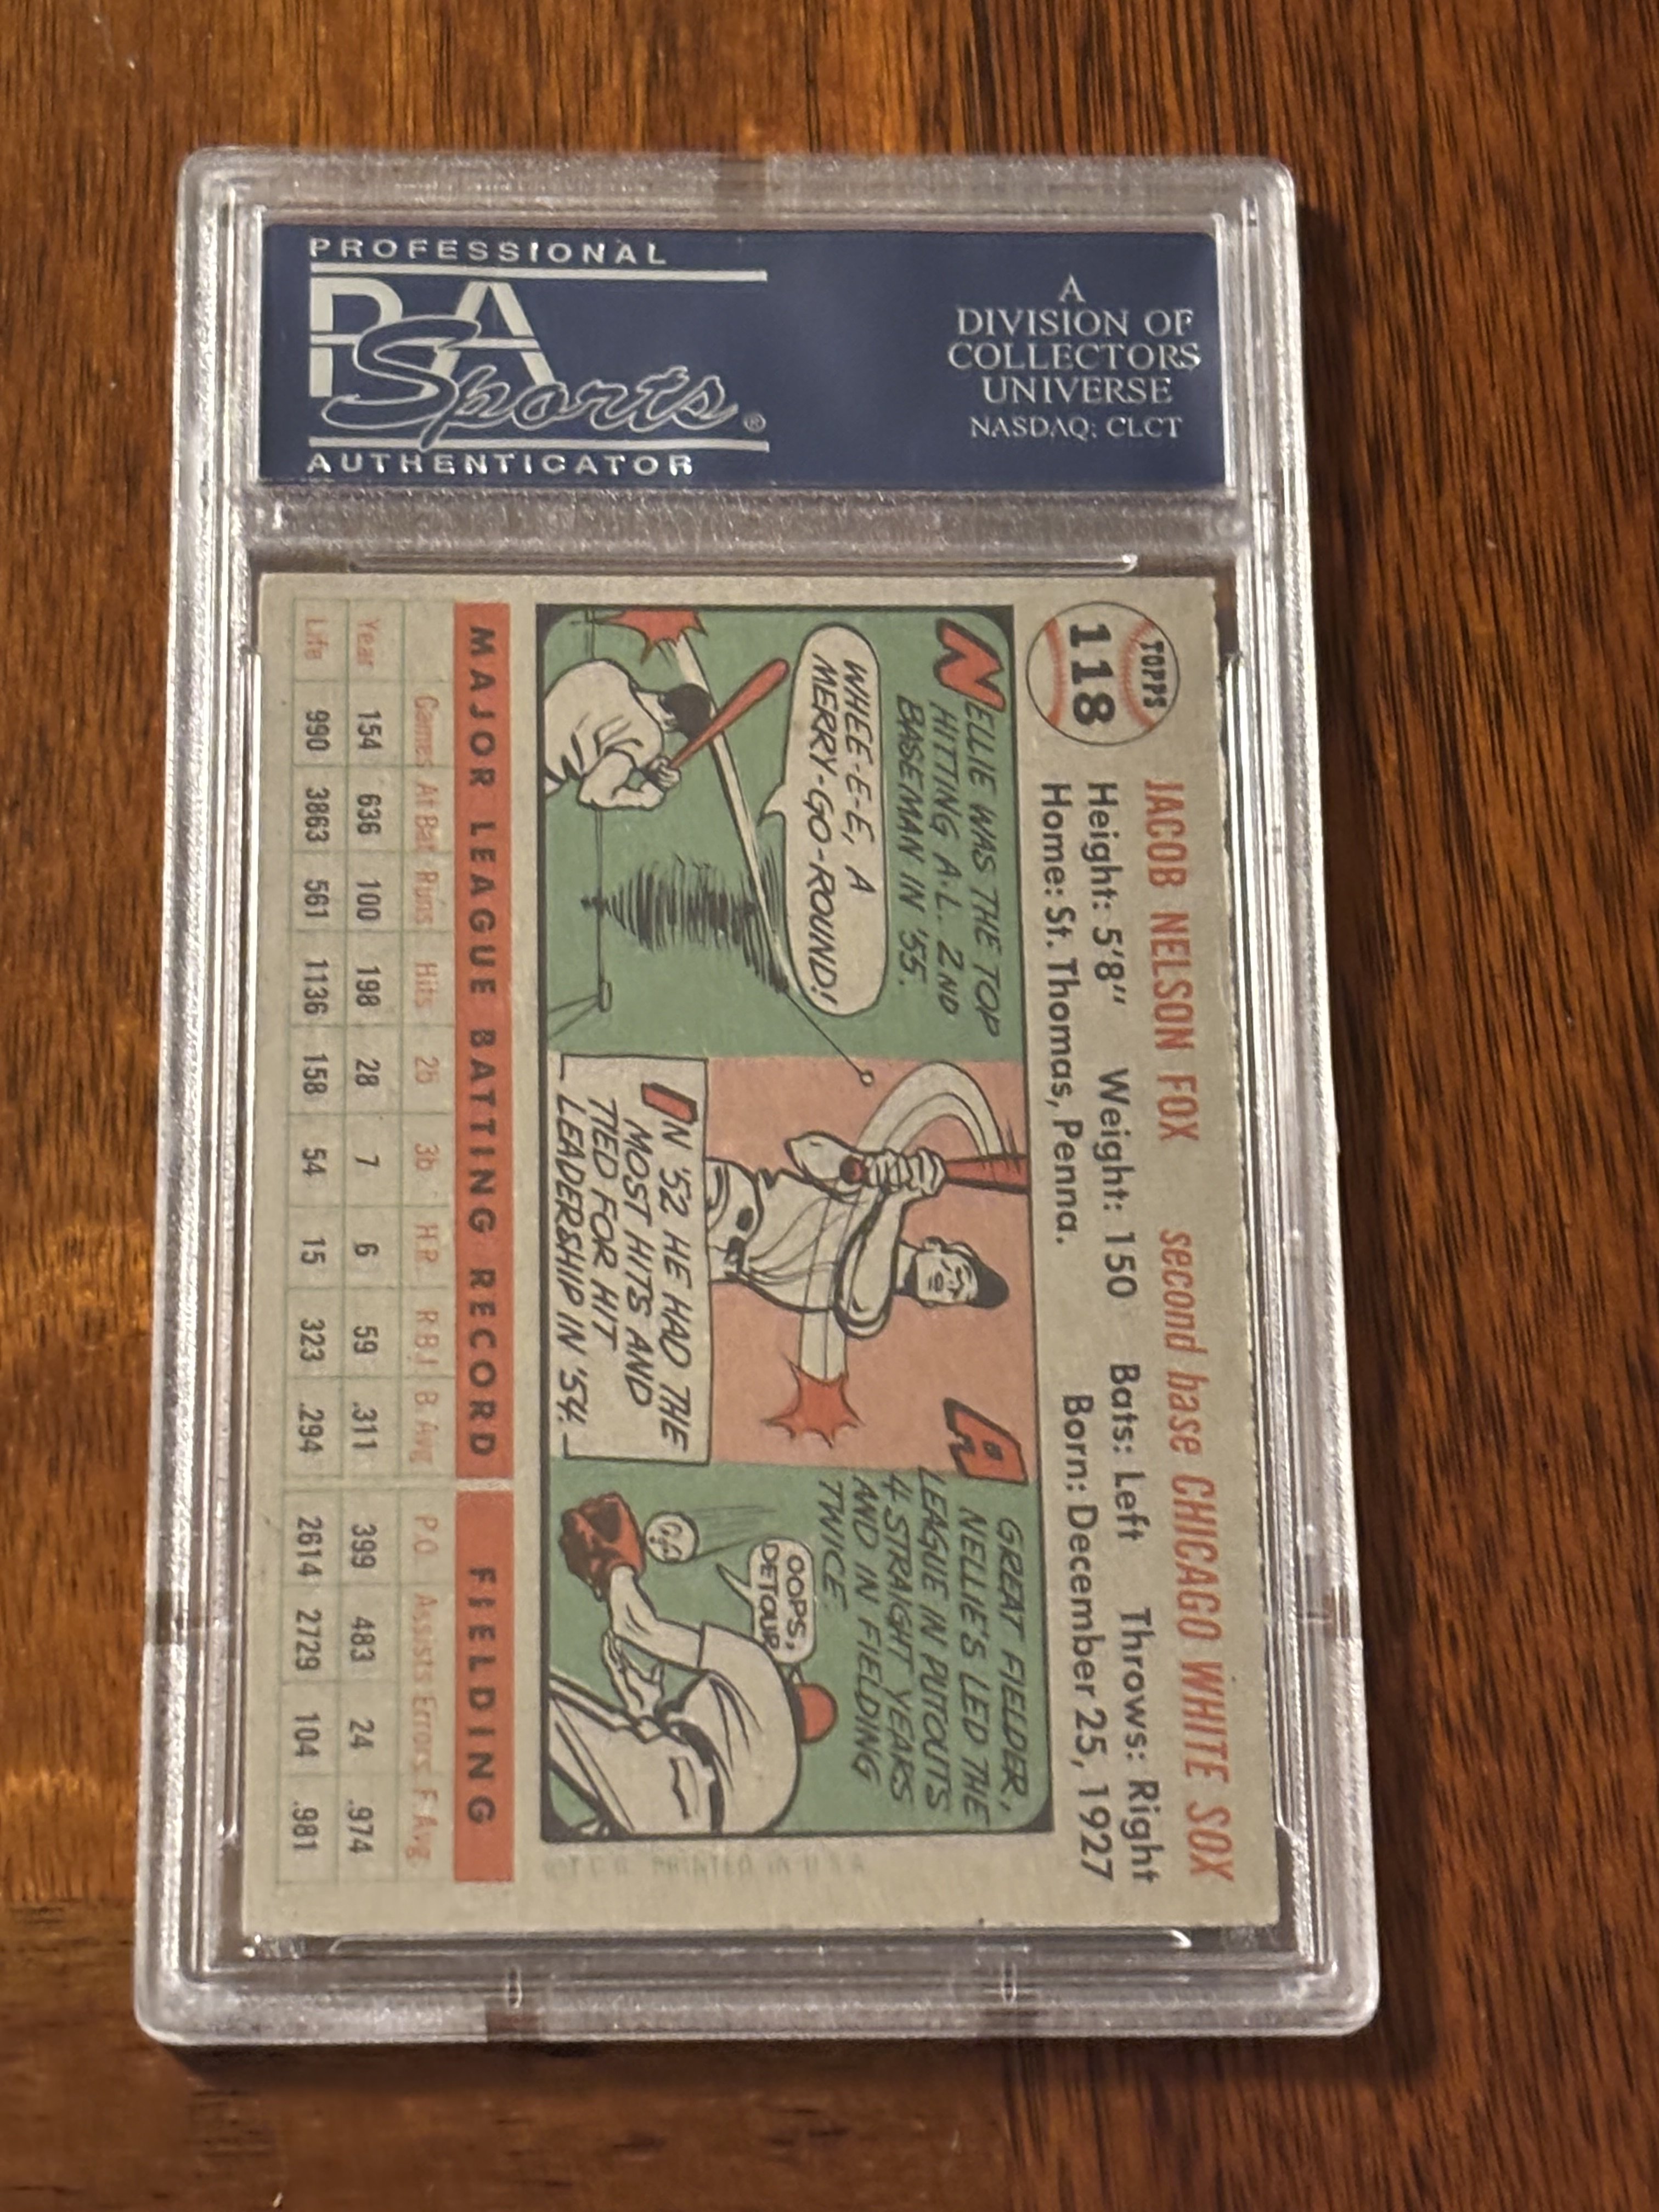 PROFESSIONAL
PSA
Sports®
AUTHENTICATOR
A
DIVISION OF
COLLECTORS
UNIVERSE
NASDAQ: CLCT
TOPPS
118
JACOB NELSON FOX second base CHICAGO WHITE SOX
Height: 5'8" Weight: 150 Bats: Left Throws: Right
Home: St. Thomas, Penna. Born: December 25, 1927
NELLIE WAS THE TOP
HITTING A.L. 2ND
BASEMAN IN '55.
WHEE-E-E, A
MERRY-GO-ROUND!
IN '52 HE HAD THE
MOST HITS AND
TIED FOR HIT
LEADERSHIP IN '54.
A GREAT FIELDER,
NELLIE'S LED THE
LEAGUE IN PUTOUTS
4 STRAIGHT YEARS
AND IN FIELDING
TWICE.
OOPS,
DETOUR
©T.C.G. PRINTED IN U.S.A.
MAJOR LEAGUE BATTING RECORD FIELDING
Games At Bat Runs Hits 2b 3b H.R. R.B.I. B. Avg. P.O. Assists Errors F. Avg.
Year 154 636 100 198 28 7 6 59 .311 399 483 24 .974
Life 990 3863 561 1136 158 54 15 323 .294 2614 2729 104 .981